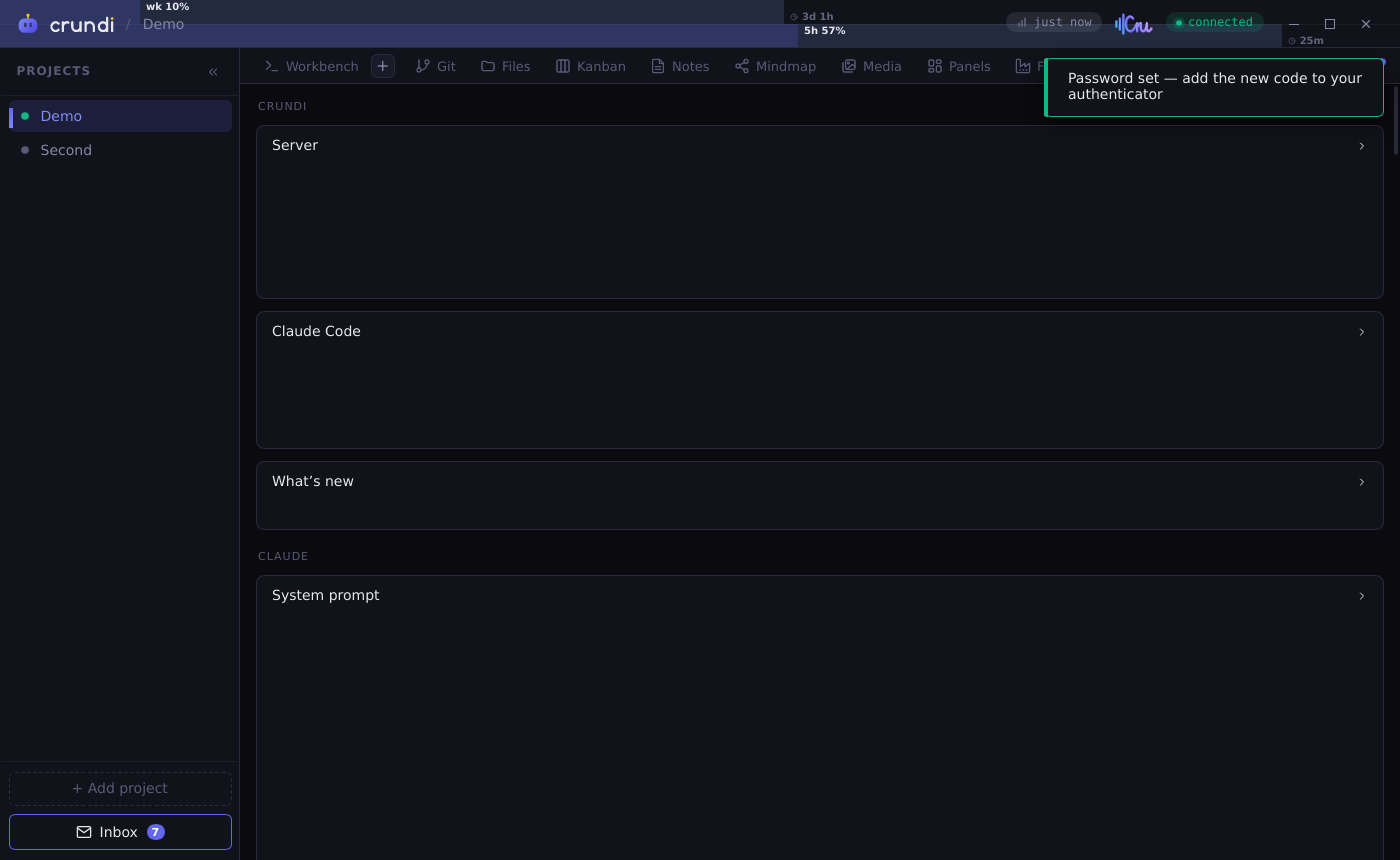 wk 10%
crundi / Demo
3d 1h
5h 57%
just now
Cru
connected
25m
PROJECTS
«
Workbench
+
Git
Files
Kanban
Notes
Mindmap
Media
Panels
Password set — add the new code to your
authenticator
Demo
Second
CRUNDI
Server
Claude Code
What’s new
CLAUDE
System prompt
+ Add project
Inbox 7